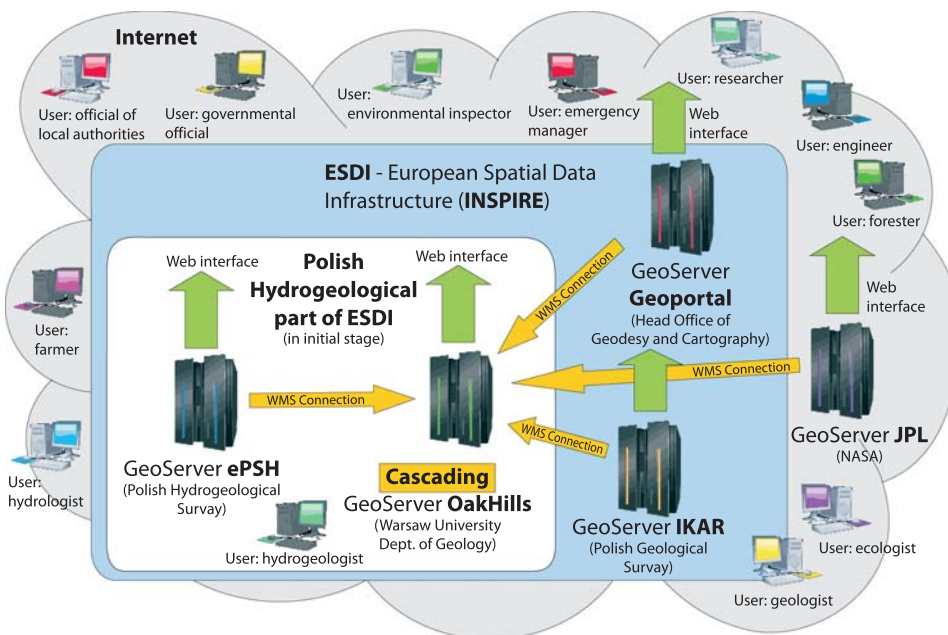 Internet
User: official of
local authorities
User: governmental
official
User:
environmental inspector
User: emergency
manager
User: researcher
Web
interface
User: engineer
User: forester
Web
interface
ESDI - European Spatial Data
Infrastructure (INSPIRE)
Web interface
Polish
Hydrogeological
part of ESDI
(in initial stage)
Web interface
WMS Connection
GeoServer
Geoportal
(Head Office of
Geodesy and Cartography)
User:
farmer
WMS Connection
WMS Connection
WMS Connection
GeoServer JPL
(NASA)
User:
hydrologist
GeoServer ePSH
(Polish Hydrogeological
Survay)
Cascading
GeoServer OakHills
(Warsaw University
Dept. of Geology)
GeoServer IKAR
(Polish Geological
Survay)
User: hydrogeologist
User: ecologist
User: geologist